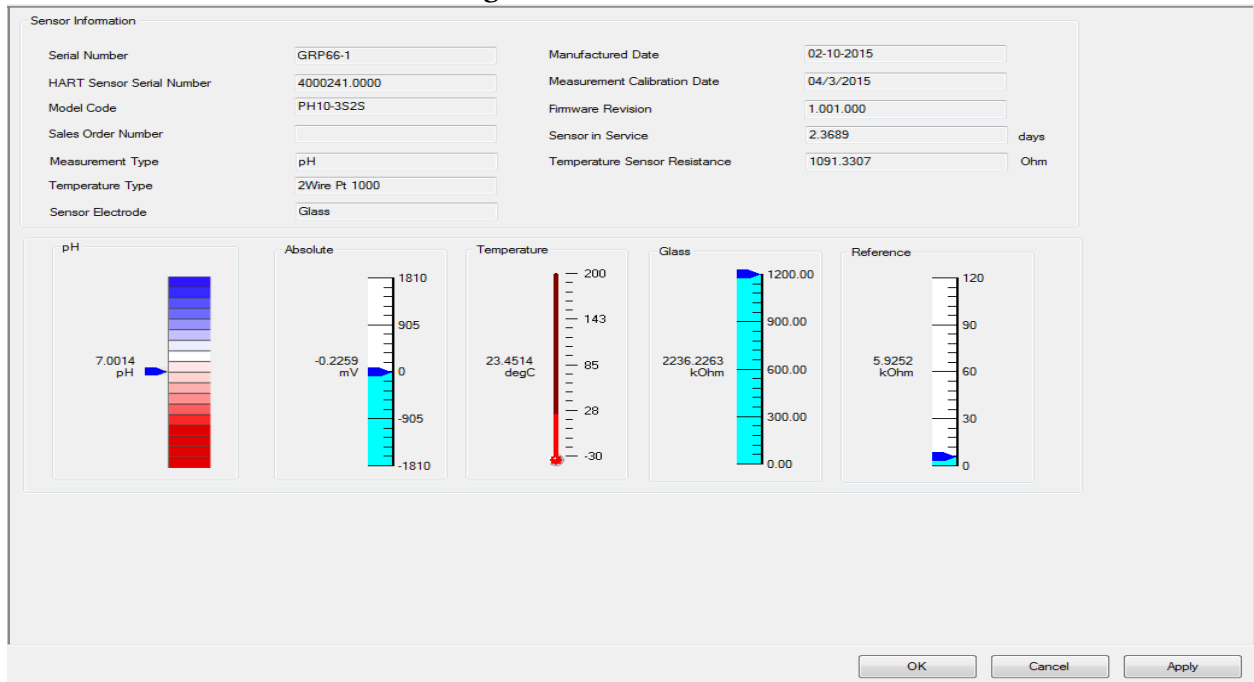 Sensor Information
Serial Number GRP66-1 Manufactured Date 02-10-2015
HART Sensor Serial Number 4000241.0000 Measurement Calibration Date 04/3/2015
Model Code PH10-3S2S Firmware Revision 1.001.000
Sales Order Number Sensor in Service 2.3689 days
Measurement Type pH Temperature Sensor Resistance 1091.3307 Ohm
Temperature Type 2Wire Pt 1000
Sensor Electrode Glass
pH Absolute Temperature Glass Reference
1810 200 1200.00 120
905 143 900.00 90
7.0014 -0.2259 23.4514 2236.2263 5.9252
pH mV 0 degC 85 kOhm 600.00 kOhm 60
-905 28 300.00 30
-1810 -30 0.00 0
OK Cancel Apply